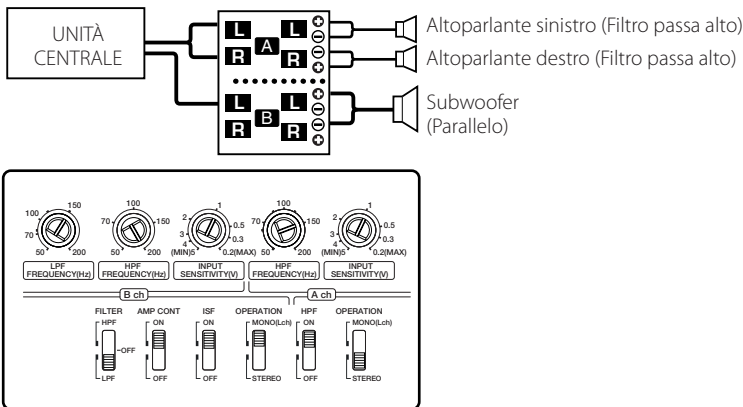 UNITÀ
CENTRALE
L L
R A R
L L
R B R
Altoparlante sinistro (Filtro passa alto)
Altoparlante destro (Filtro passa alto)
Subwoofer
(Parallelo)
100 150
70
50 200
LPF
FREQUENCY(Hz)
100
70 150
50 200
HPF
FREQUENCY(Hz)
1
2 0.5
3 0.3
4
(MIN)5 0.2(MAX)
INPUT
SENSITIVITY(V)
100
70 150
50 200
HPF
FREQUENCY(Hz)
1
2 0.5
3 0.3
4
(MIN)5 0.2(MAX)
INPUT
SENSITIVITY(V)
B ch A ch
FILTER AMP CONT ISF OPERATION HPF OPERATION
HPF ON ON MONO(Lch) ON MONO(Lch)
OFF
LPF OFF OFF STEREO OFF STEREO